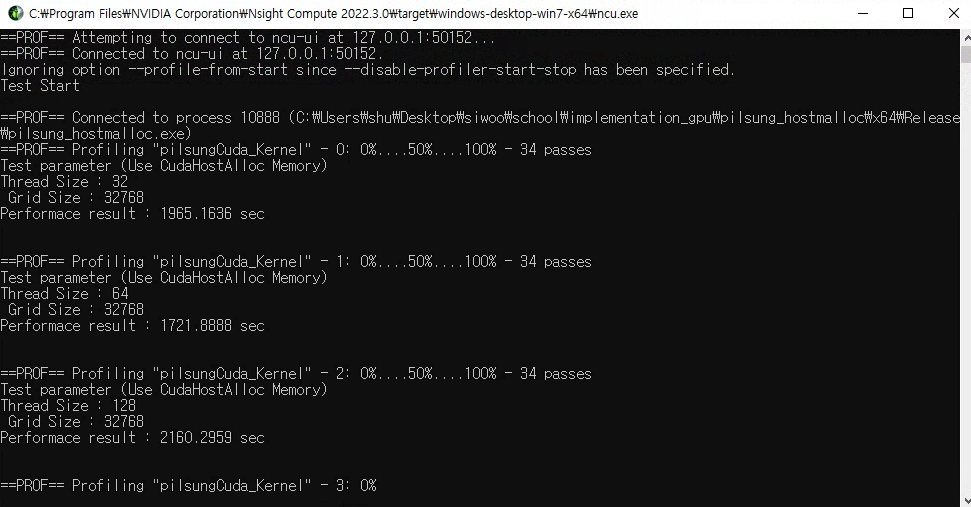 C:₩Program Files₩NVIDIA Corporation₩Nsight Compute 2022.3.0₩target₩windows-desktop-win7-x64₩ncu.exe
==PROF== Attempting to connect to ncu-ui at 127.0.0.1:50152...
==PROF== Connected to ncu-ui at 127.0.0.1:50152.
Ignoring option --profile-from-start since --disable-profiler-start-stop has been specified.
Test Start
==PROF== Connected to process 10888 (C:₩Users₩shu₩Desktop₩siwoo₩school₩implementation_gpu₩pilsung_hostmalloc₩x64₩Release
₩pilsung_hostmalloc.exe)
==PROF== Profiling "pilsungCuda_Kernel" - 0: 0%....50%....100% - 34 passes
Test parameter (Use CudaHostAlloc Memory)
Thread Size : 32
Grid Size : 32768
Performace result : 1965.1636 sec
==PROF== Profiling "pilsungCuda_Kernel" - 1: 0%....50%....100% - 34 passes
Test parameter (Use CudaHostAlloc Memory)
Thread Size : 64
Grid Size : 32768
Performace result : 1721.8888 sec
==PROF== Profiling "pilsungCuda_Kernel" - 2: 0%....50%....100% - 34 passes
Test parameter (Use CudaHostAlloc Memory)
Thread Size : 128
Grid Size : 32768
Performace result : 2160.2959 sec
==PROF== Profiling "pilsungCuda_Kernel" - 3: 0%